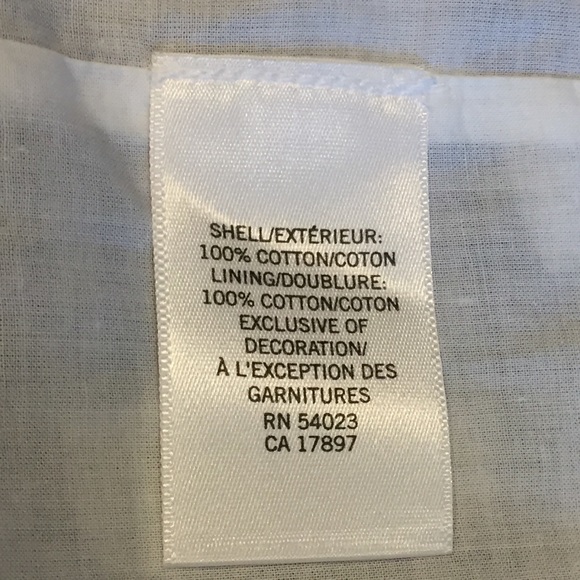 SHELL/EXTÉRIEUR:
100% COTTON/COTON
LINING/DOUBLURE:
100% COTTON/COTON
EXCLUSIVE OF
DECORATION/
À L'EXCEPTION DES
GARNITURES
RN 54023
CA 17897